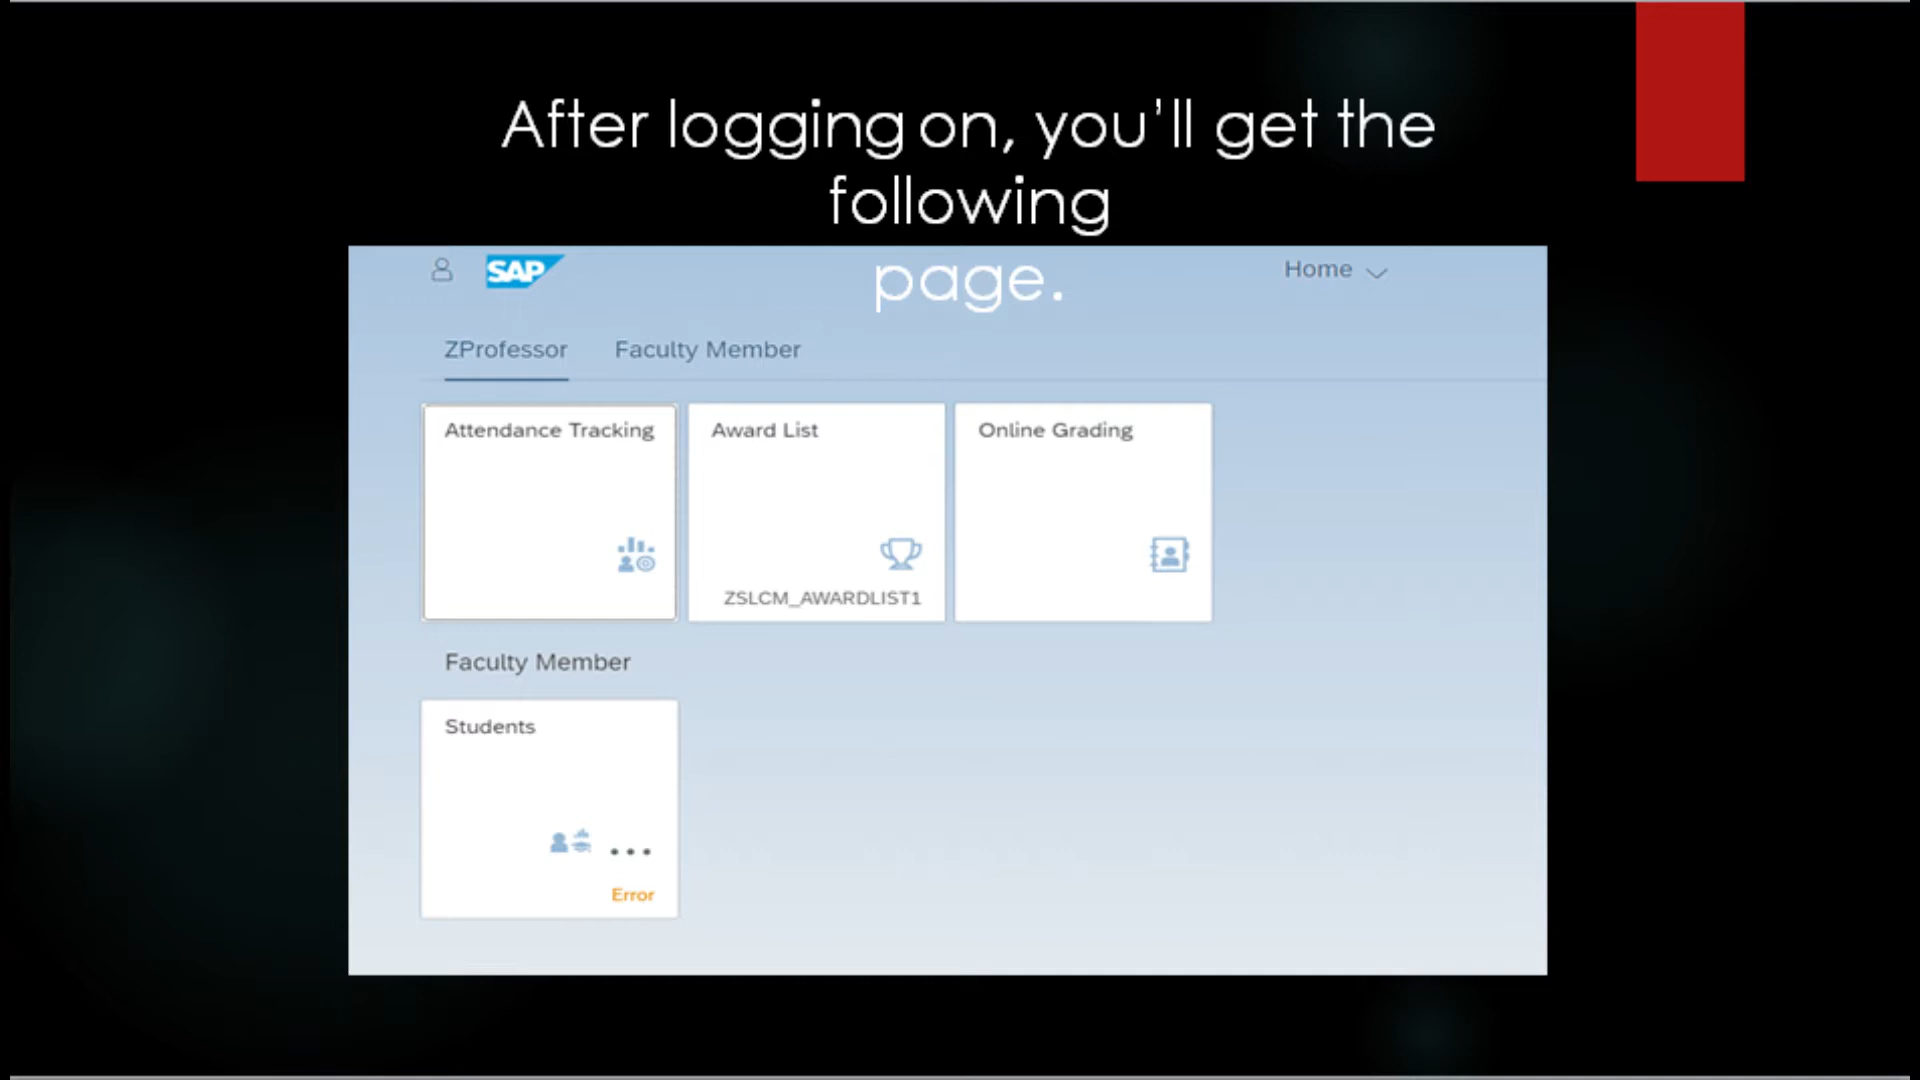 After logging on, you'll get the
following
page.
SAP
Home
ZProfessor
Faculty Member
Attendance Tracking
Award List
Online Grading
ZSLCM_AWARDLIST1
Faculty Member
Students
...
Error